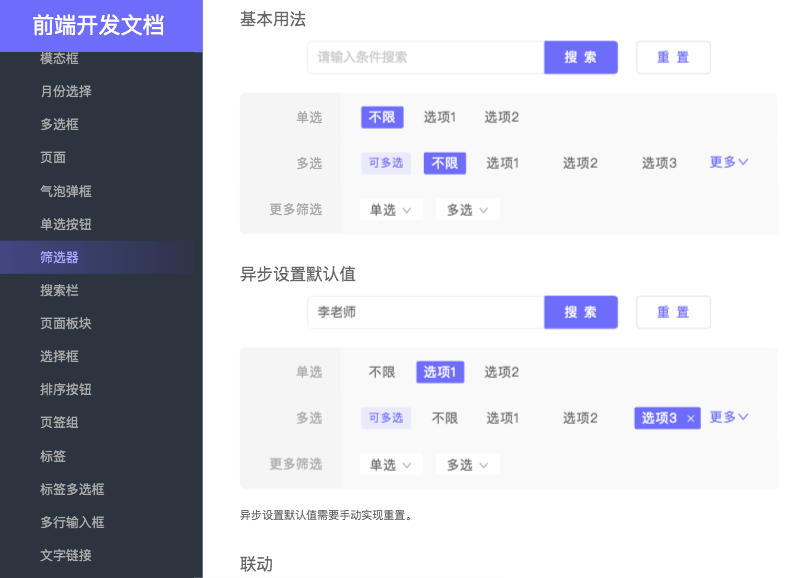 前端开发文档
模态框
月份选择
多选框
页面
气泡弹框
单选按钮
筛选器
搜索栏
页面板块
选择框
排序按钮
页签组
标签
标签多选框
多行输入框
文字链接
基本用法
请输入条件搜索 搜索 重置
单选 不限 选项1 选项2
多选 可多选 不限 选项1 选项2 选项3 更多
更多筛选 单选 多选
异步设置默认值
李老师 搜索 重置
单选 不限 选项1 选项2
多选 可多选 不限 选项1 选项2 选项3 × 更多
更多筛选 单选 多选
异步设置默认值需要手动实现重置。
联动